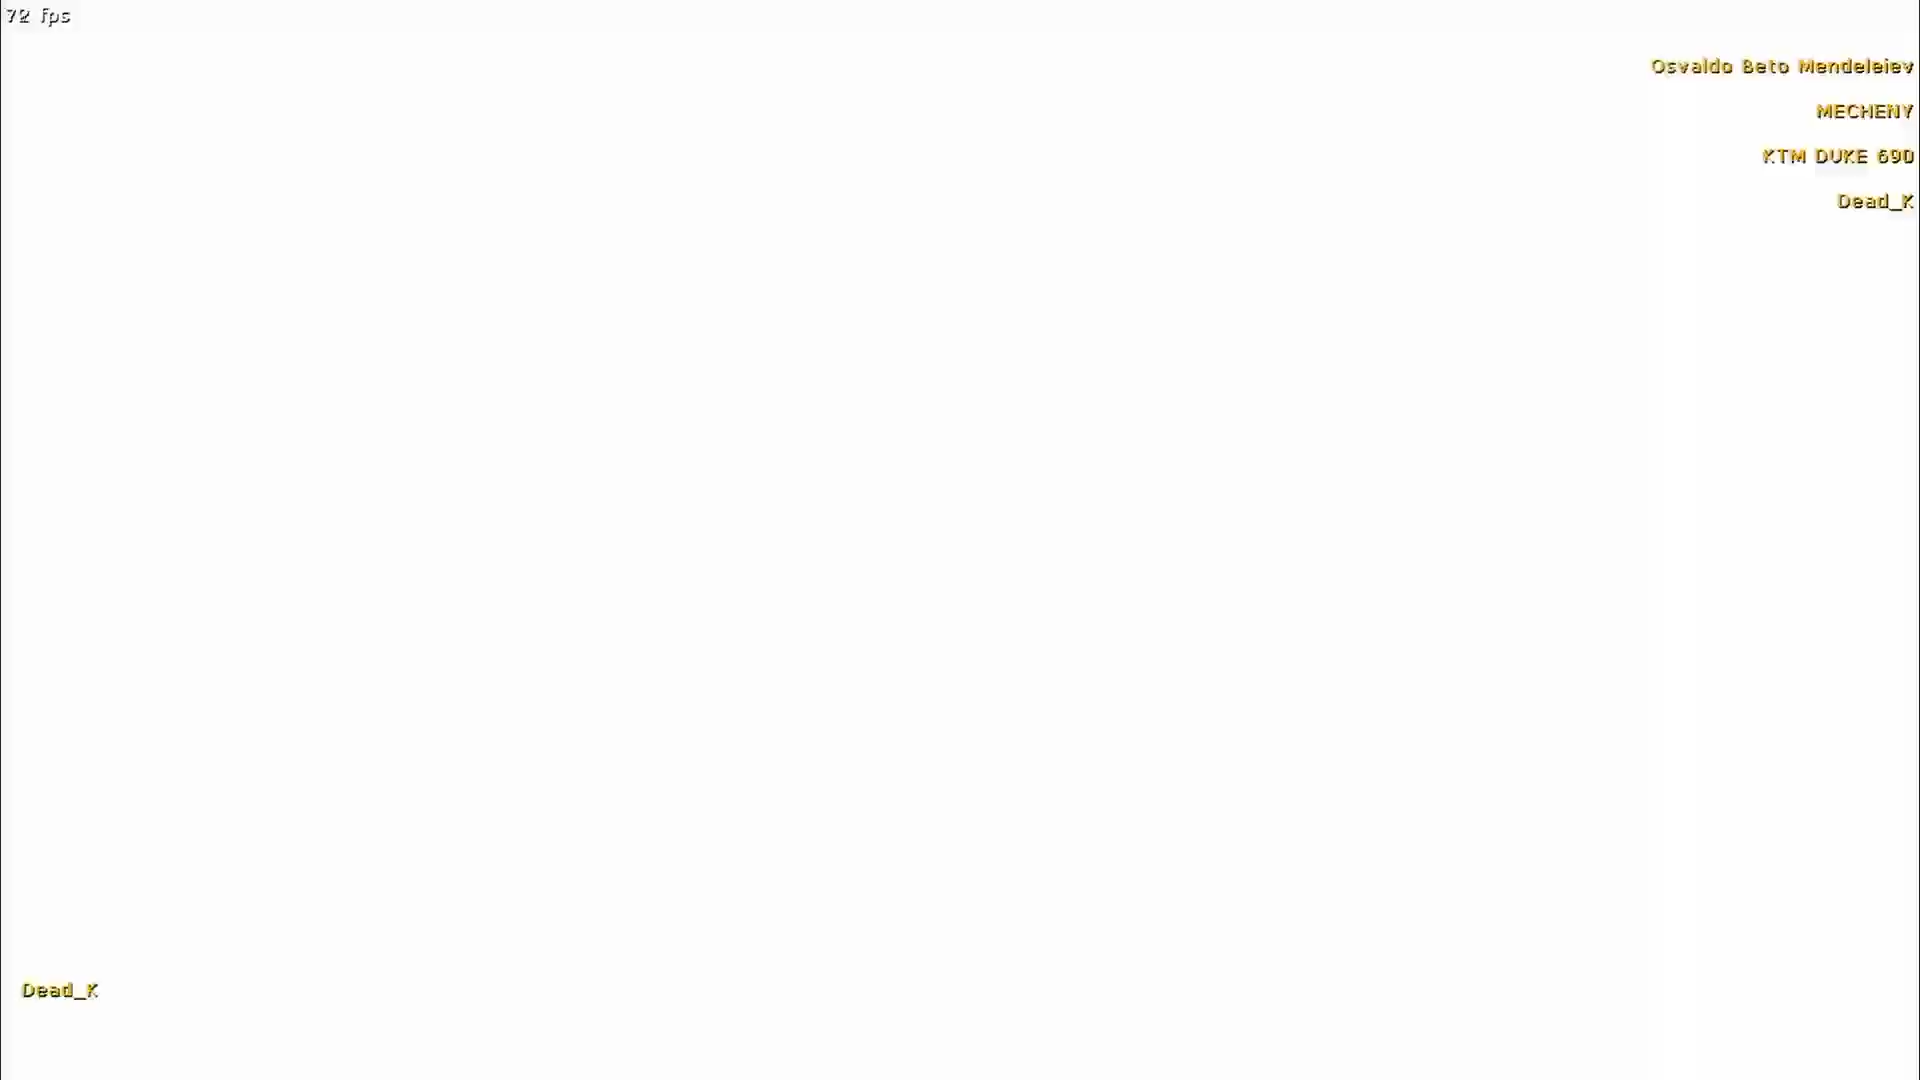 72 fps
Osvaldo Beto Mendeleiev
MECHENY
KTM DUKE 690
Dead_K
Dead_K